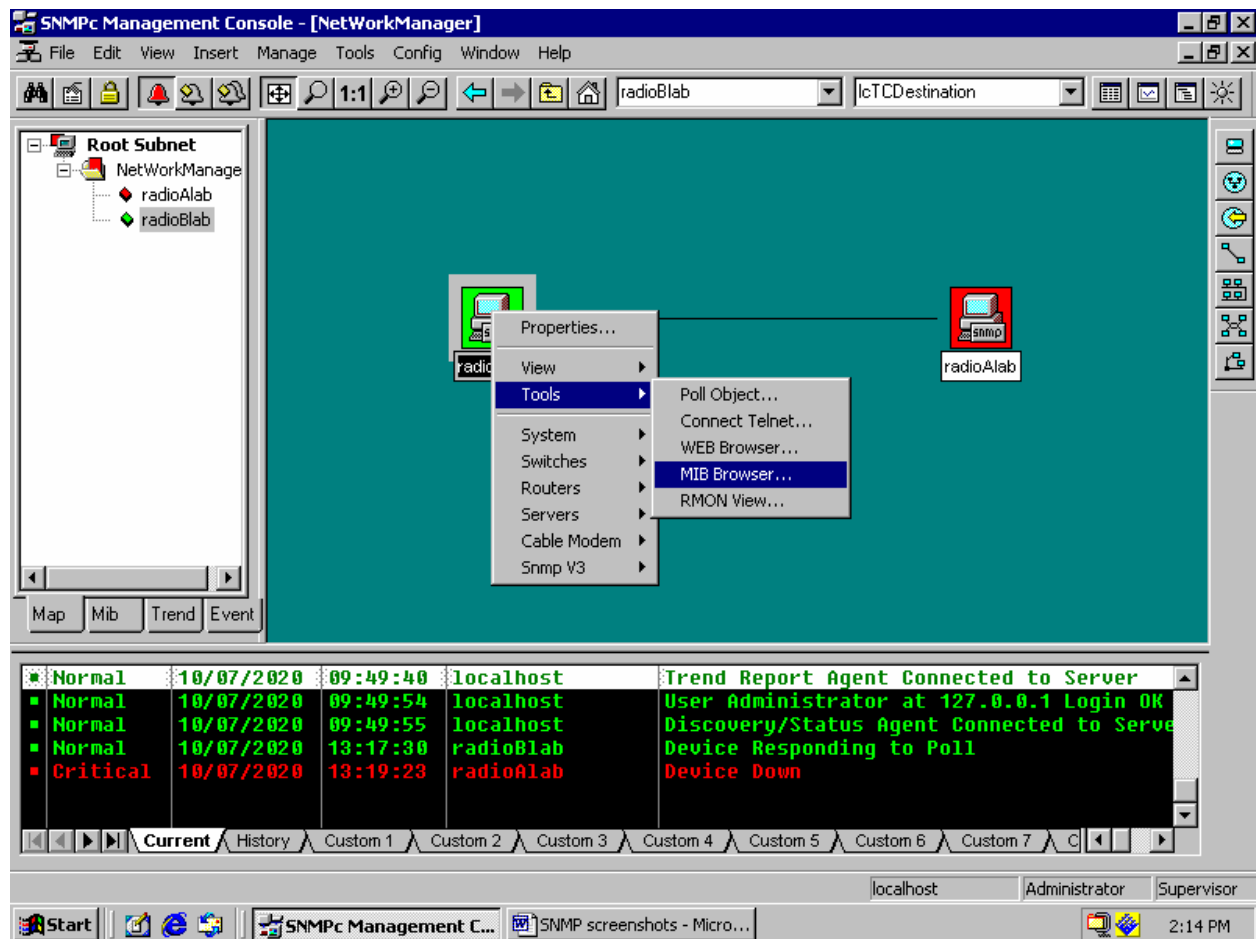 SNMPc Management Console - [NetWorkManager]
File Edit View Insert Manage Tools Config Window Help
1:1 radioBlab IcTCDestination
Root Subnet
NetWorkManage
radioAlab
radioBlab
snmp
radioAlab
Properties...
View
Tools
System
Switches
Routers
Servers
Cable Modem
Snmp V3
Poll Object...
Connect Telnet...
WEB Browser...
MIB Browser...
RMON View...
Map Mib Trend Event
Normal 10/07/2020 09:49:40 localhost Trend Report Agent Connected to Server
Normal 10/07/2020 09:49:54 localhost User Administrator at 127.0.0.1 Login OK
Normal 10/07/2020 09:49:55 localhost Discovery/Status Agent Connected to Serve
Normal 10/07/2020 13:17:30 radioBlab Device Responding to Poll
Critical 10/07/2020 13:19:23 radioAlab Device Down
Current History Custom 1 Custom 2 Custom 3 Custom 4 Custom 5 Custom 6 Custom 7 C
localhost Administrator Supervisor
Start SNMPc Management C... SNMP screenshots - Micro... 2:14 PM